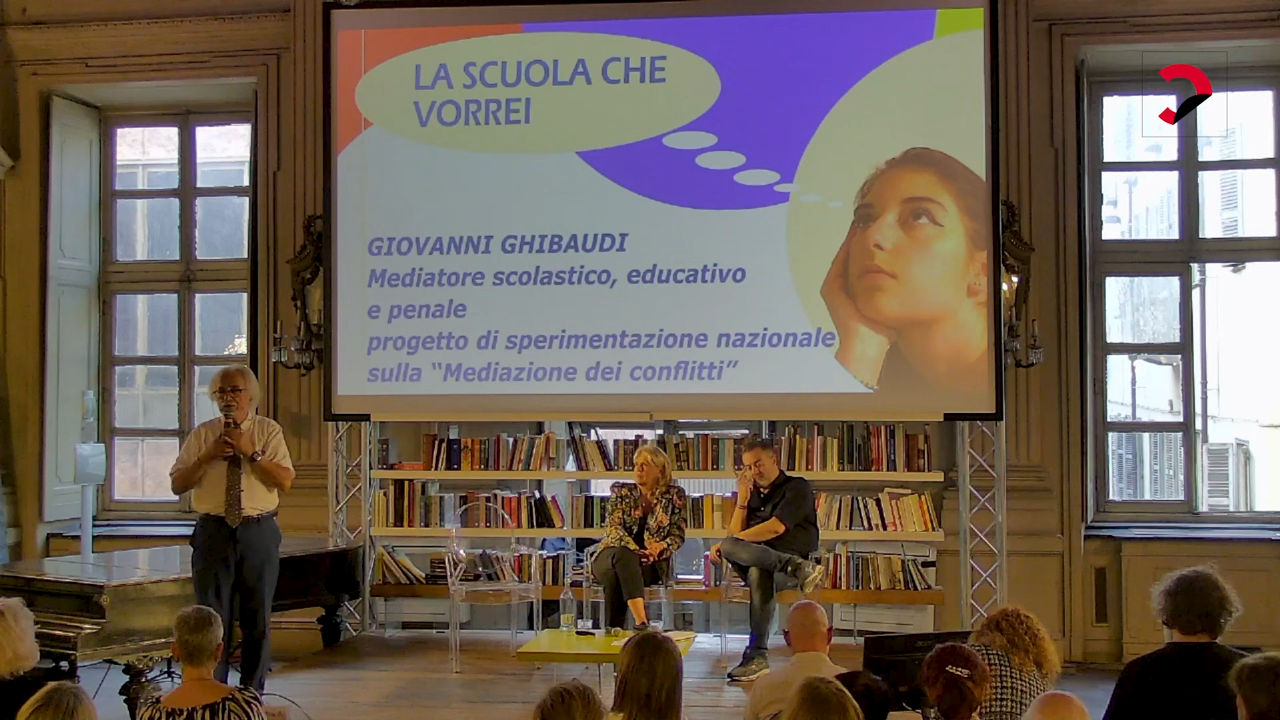 LA SCUOLA CHE
VORREI
GIOVANNI GHIBAUDI
Mediatore scolastico, educativo
e penale
progetto di sperimentazione nazionale
sulla “Mediazione dei conflitti”